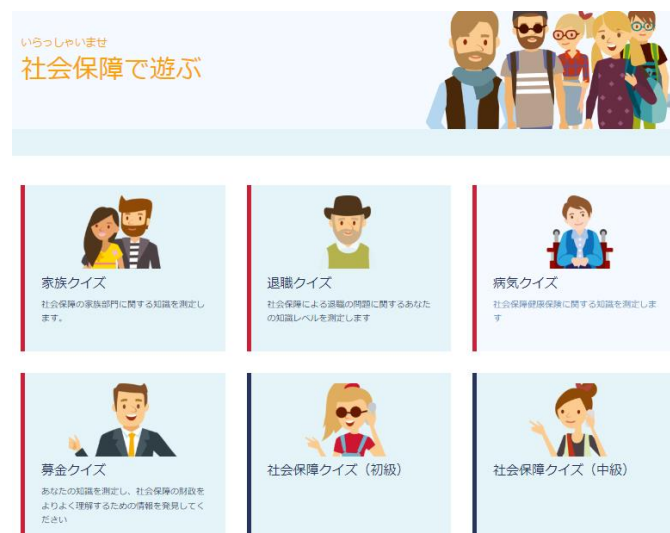 いらっしゃいませ
社会保障で遊ぶ
家族クイズ
社会保障の家族部門に関する知識を測定し
ます。
退職クイズ
社会保障による退職の問題に関するあなた
の知識レベルを測定します
病気クイズ
社会保障健康保険に関する知識を測定しま
す
募金クイズ
あなたの知識を測定し、社会保障の財政を
よりよく理解するための情報を発見してく
ださい
社会保障クイズ（初級）
社会保障クイズ（中級）